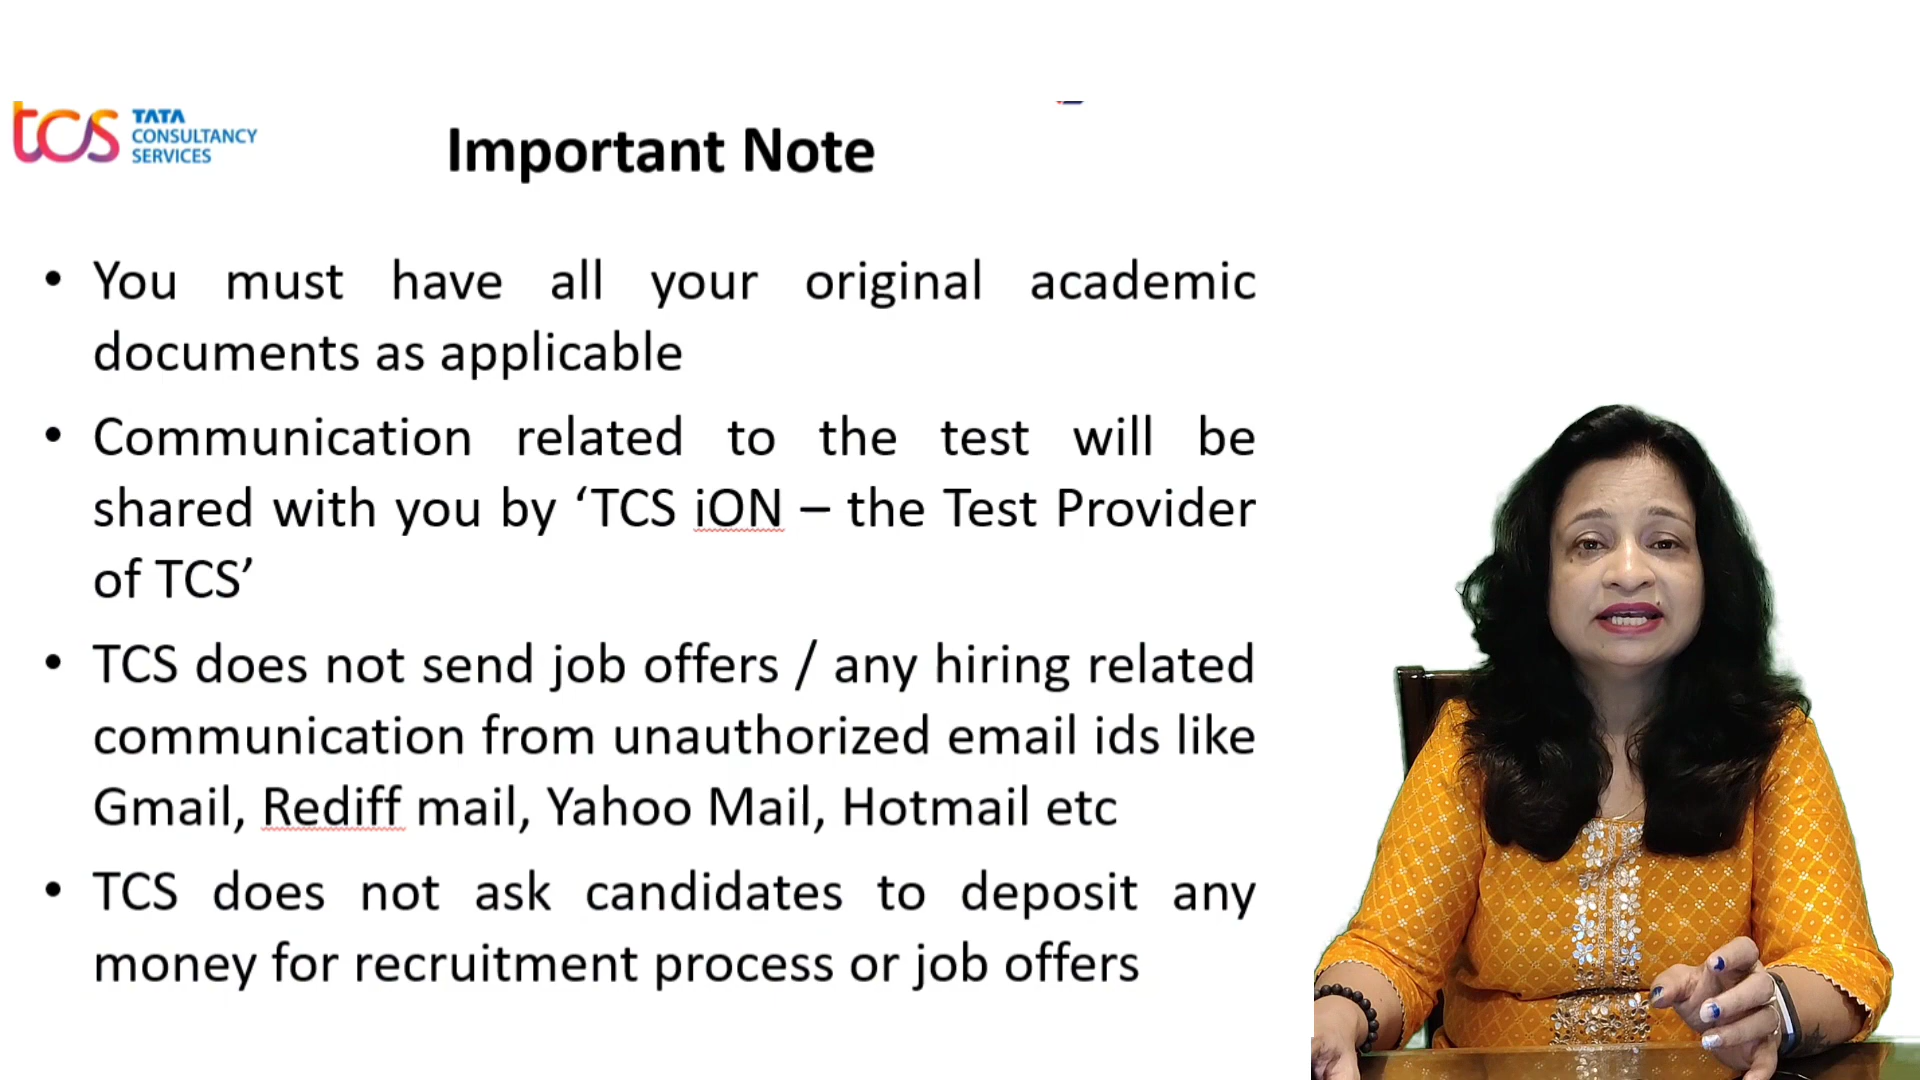 tcs TATA
CONSULTANCY
SERVICES
Important Note
• You must have all your original academic
documents as applicable
• Communication related to the test will be
shared with you by ‘TCS iON – the Test Provider
of TCS’
• TCS does not send job offers / any hiring related
communication from unauthorized email ids like
Gmail, Rediff mail, Yahoo Mail, Hotmail etc
• TCS does not ask candidates to deposit any
money for recruitment process or job offers